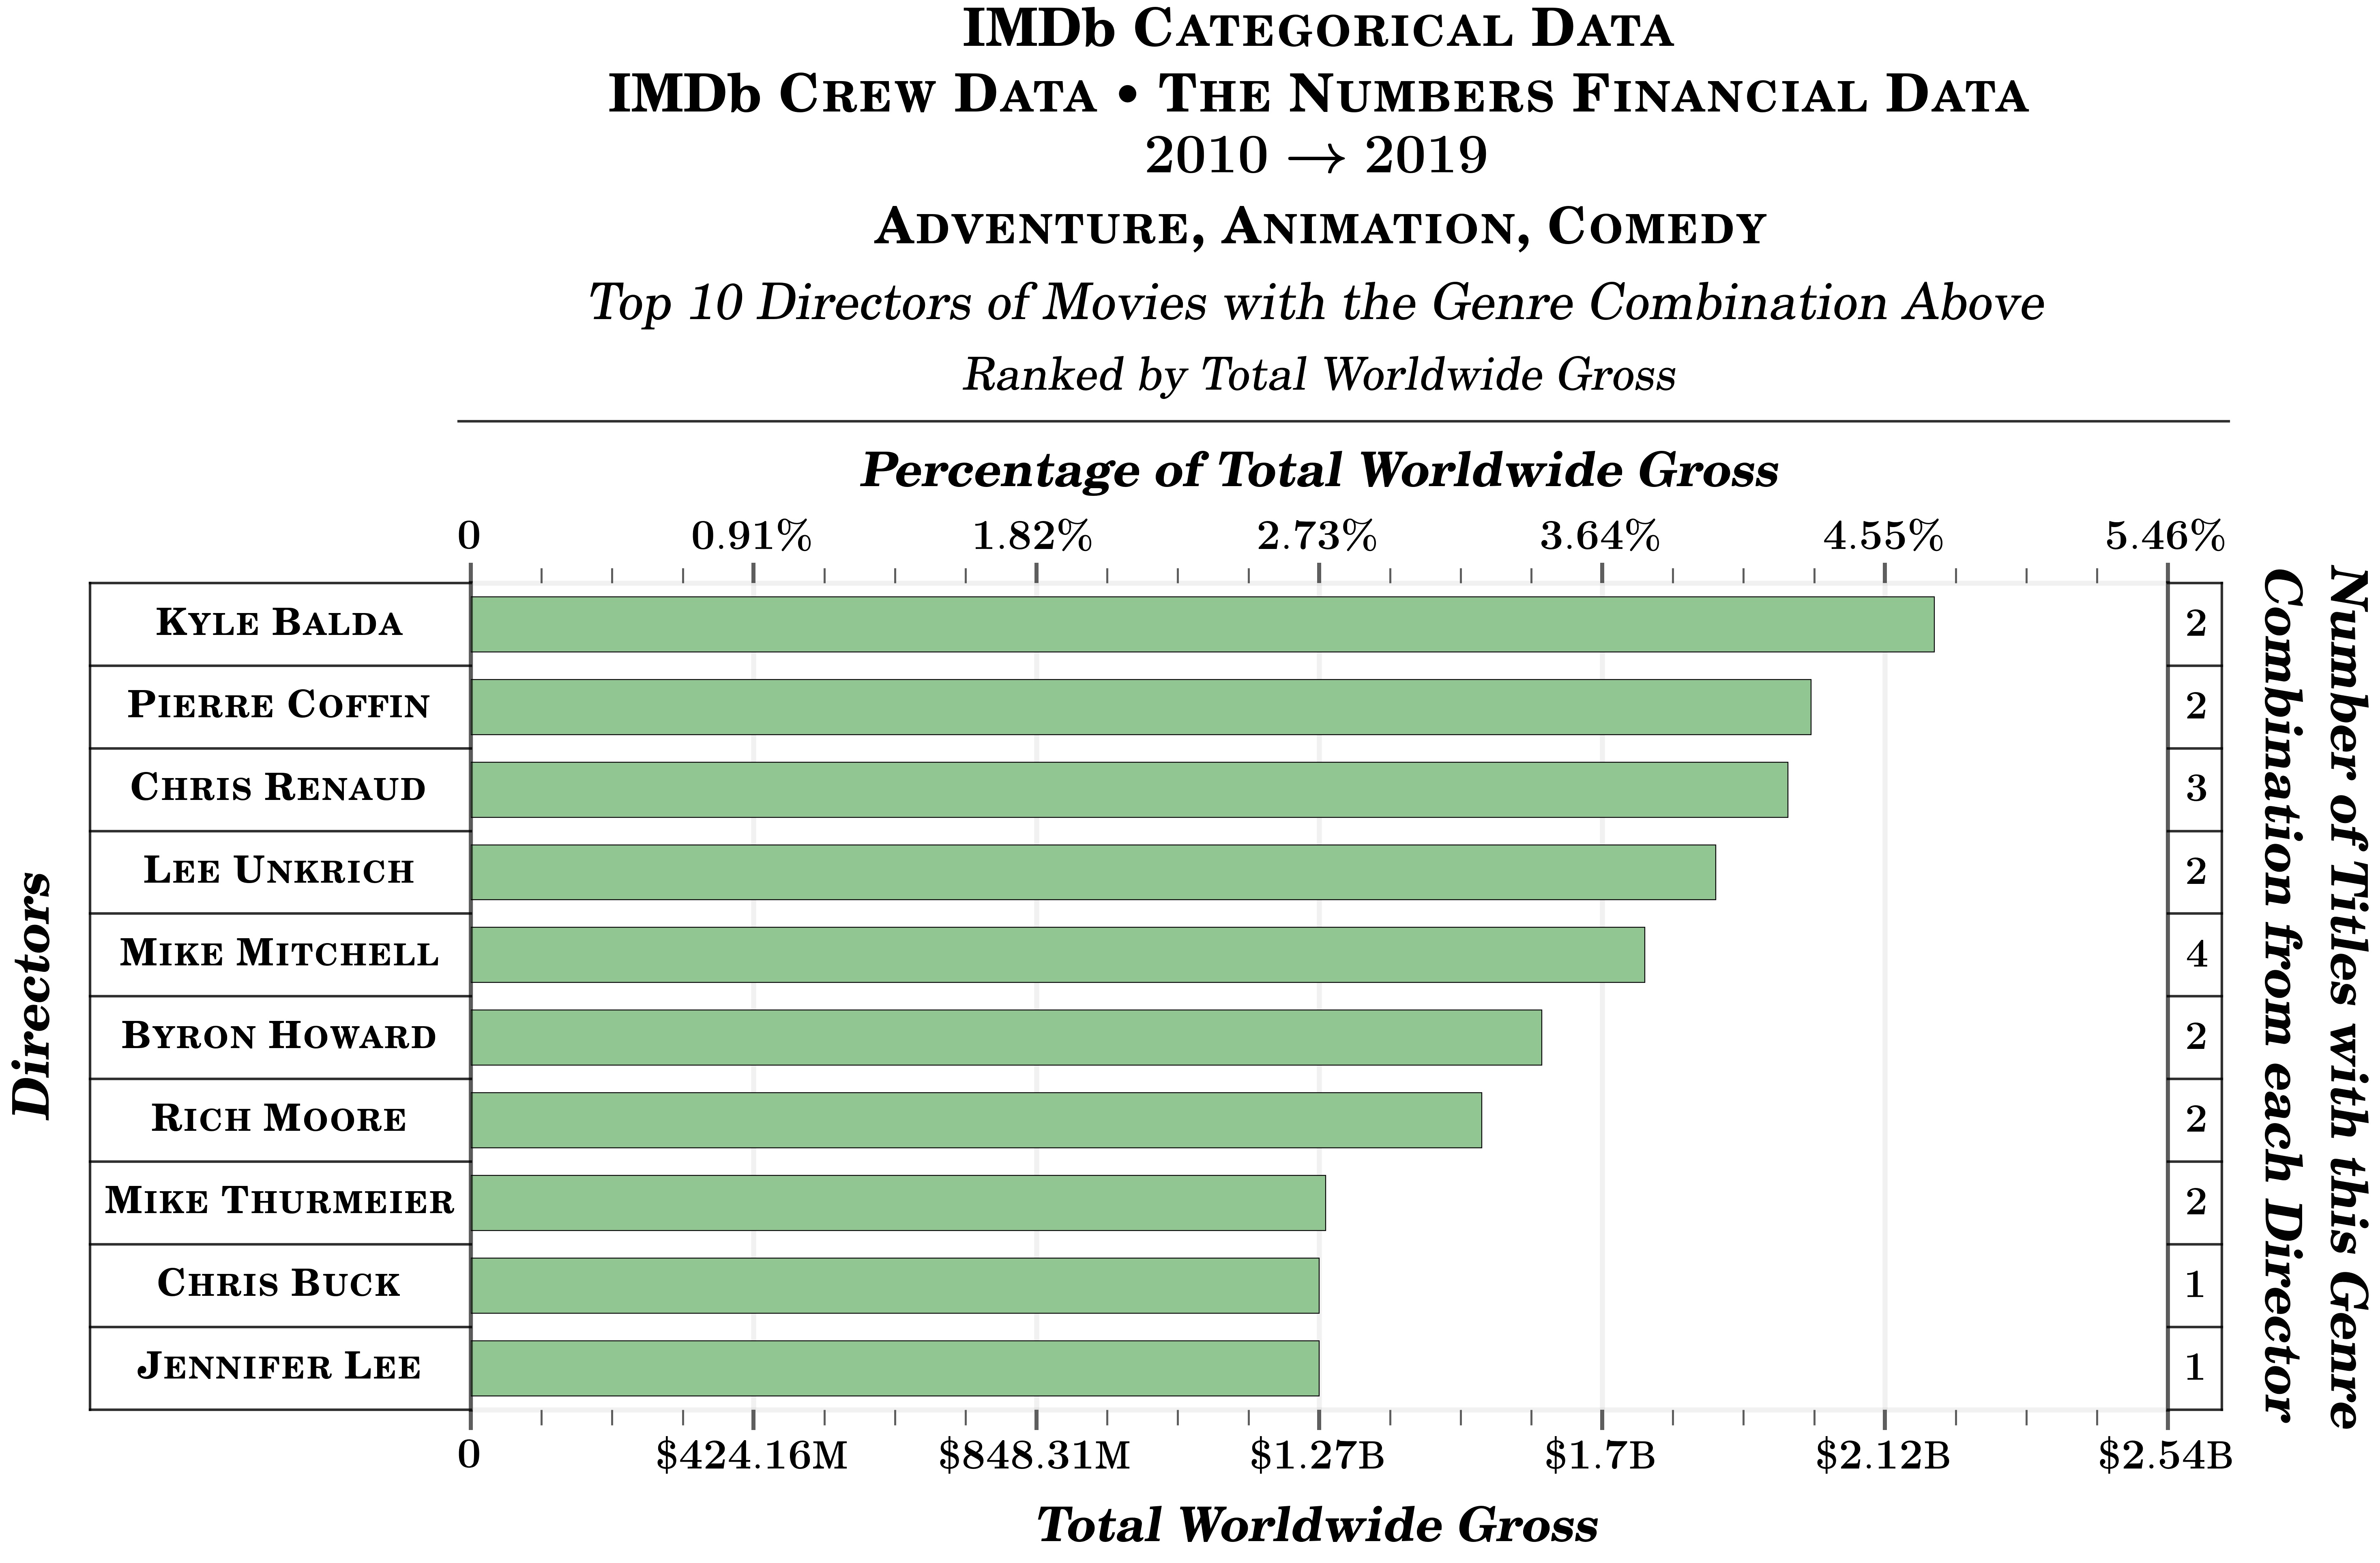 IMDb Categorical Data
IMDb Crew Data • The Numbers Financial Data
2010 → 2019
Adventure, Animation, Comedy
Top 10 Directors of Movies with the Genre Combination Above
Ranked by Total Worldwide Gross
Percentage of Total Worldwide Gross
0 0.91% 1.82% 2.73% 3.64% 4.55% 5.46%
Directors
Kyle Balda 2
Pierre Coffin 2
Chris Renaud 3
Lee Unkrich 2
Mike Mitchell 4
Byron Howard 2
Rich Moore 2
Mike Thurmeier 2
Chris Buck 1
Jennifer Lee 1
Number of Titles with this Genre
Combination from each Director
0 $424.16M $848.31M $1.27B $1.7B $2.12B $2.54B
Total Worldwide Gross